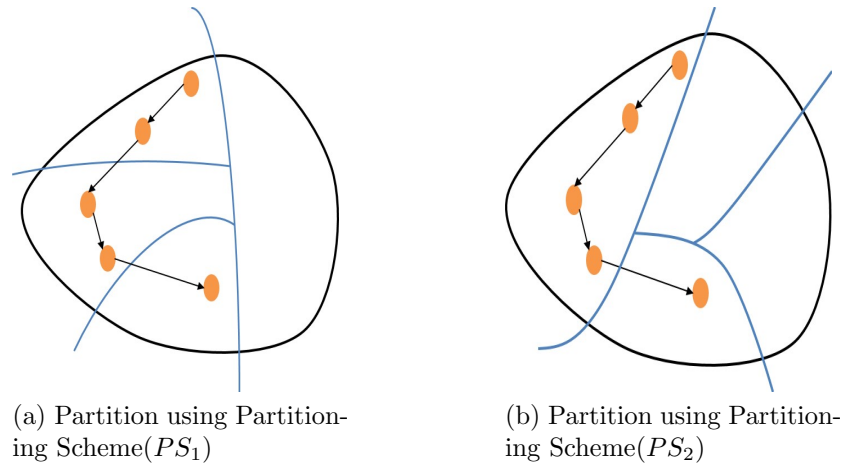 (a) Partition using Partition-
ing Scheme(PS₁)
(b) Partition using Partition-
ing Scheme(PS₂)